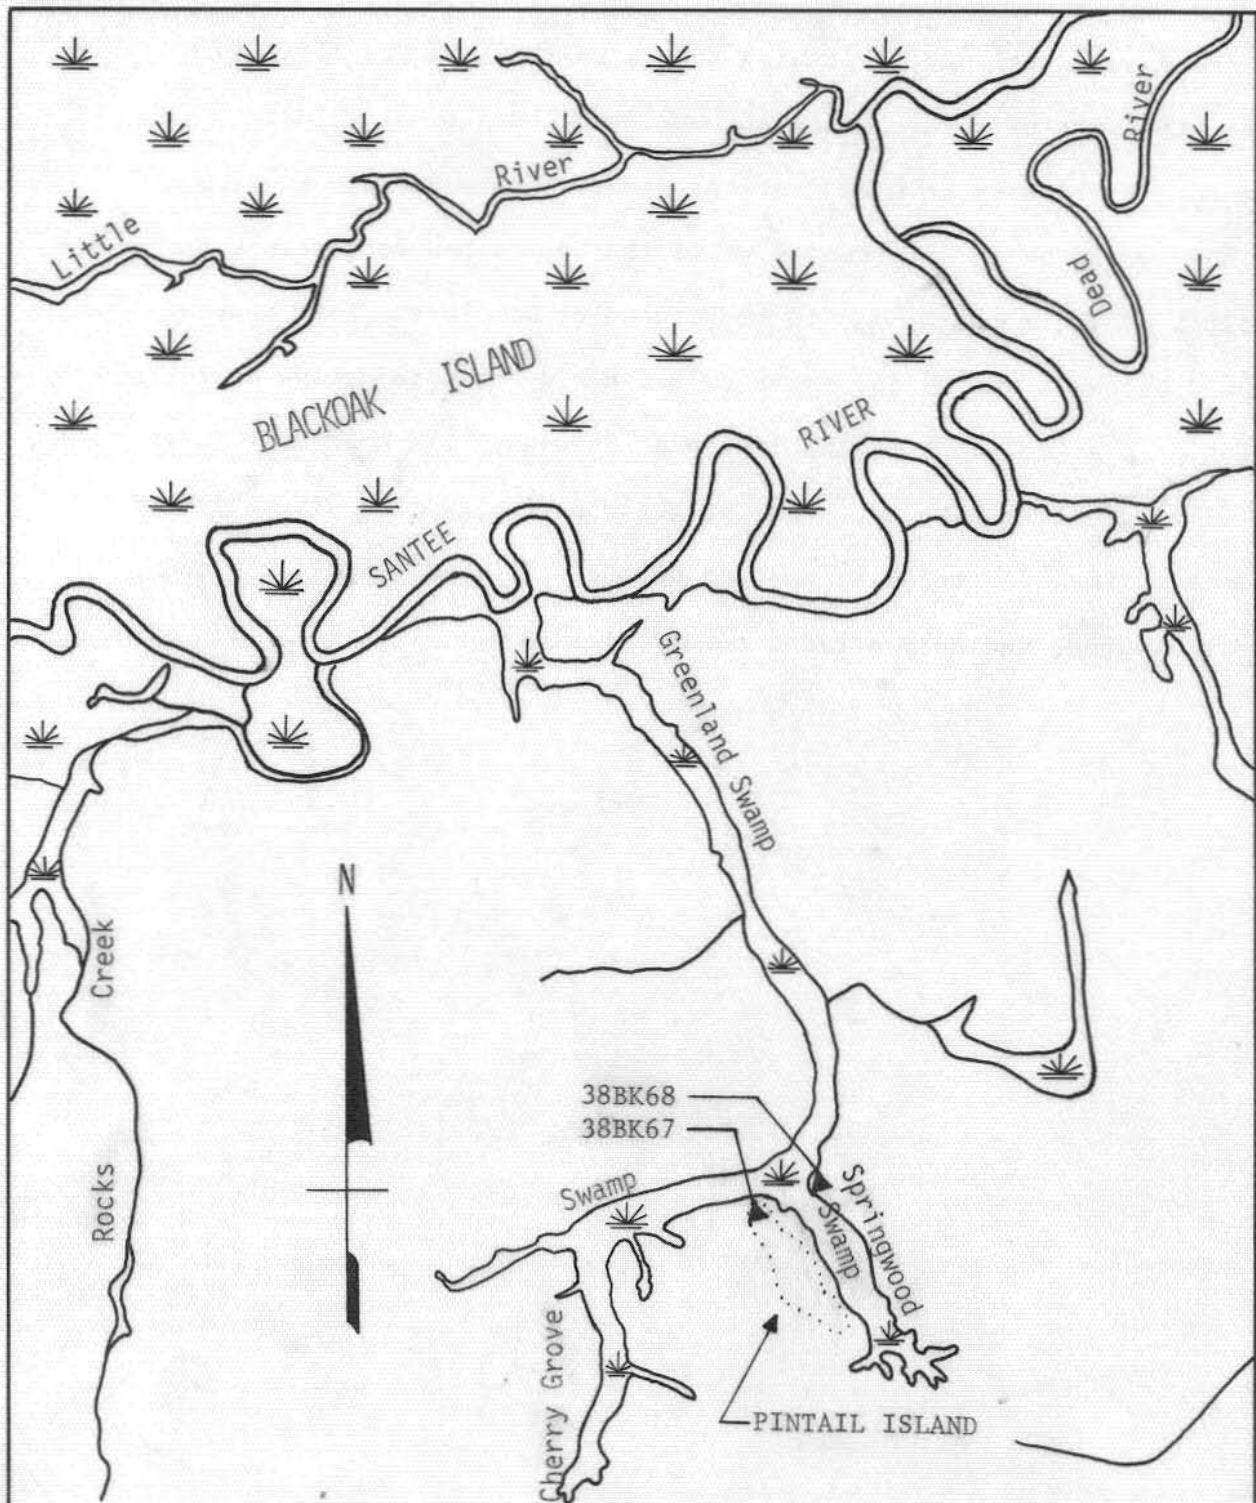 River
River
Little
Dead
BLACKOAK ISLAND
RIVER
SANTEE
Greenland Swamp
N
Rocks Creek
38BK68
38BK67
Swamp
Springwood
Swamp
Cherry Grove
PINTAIL ISLAND